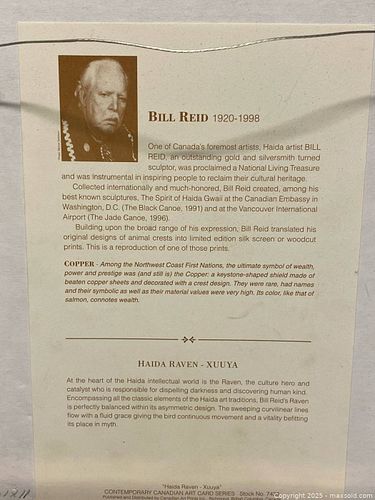 BILL REID 1920-1998
One of Canada's foremost artists, Haida artist BILL
REID, an outstanding gold and silversmith turned
sculptor, was proclaimed a National Living Treasure
and was instrumental in inspiring people to reclaim their cultural heritage.
Collected internationally and much-honored, Bill Reid created, among his
best known sculptures, The Spirit of Haida Gwaii at the Canadian Embassy in
Washington, D.C. (The Black Canoe, 1991) and at the Vancouver International
Airport (The Jade Canoe, 1996).
Building upon the broad range of his expression, Bill Reid translated his
original designs of animal crests into limited edition silk screen or woodcut
prints. This is a reproduction of one of those prints.
COPPER - Among the Northwest Coast First Nations, the ultimate symbol of wealth,
power and prestige was (and still is) the Copper: a keystone-shaped shield made of
beaten copper sheets and decorated with a crest design. They were rare, had names
and their symbolic as well as their material values were very high. Its color, like that of
salmon, connotes wealth.
HAIDA RAVEN - XUUYA
At the heart of the Haida intellectual world is the Raven, the culture hero and
catalyst who is responsible for dispelling darkness and discovering human kind.
Encompassing all the classic elements of the Haida art traditions, Bill Reid's Raven
is perfectly balanced within its asymmetric design. The sweeping curvilinear lines
flow with a fluid grace giving the bird continuous movement and a vitality befitting
its place in myth.
"Haida Raven - Xuuya"
CONTEMPORARY CANADIAN ART CARD SERIES Stock No.
Published and Distributed by Canadian Art Prints Inc.
Copyright 2025 - maxsold.com